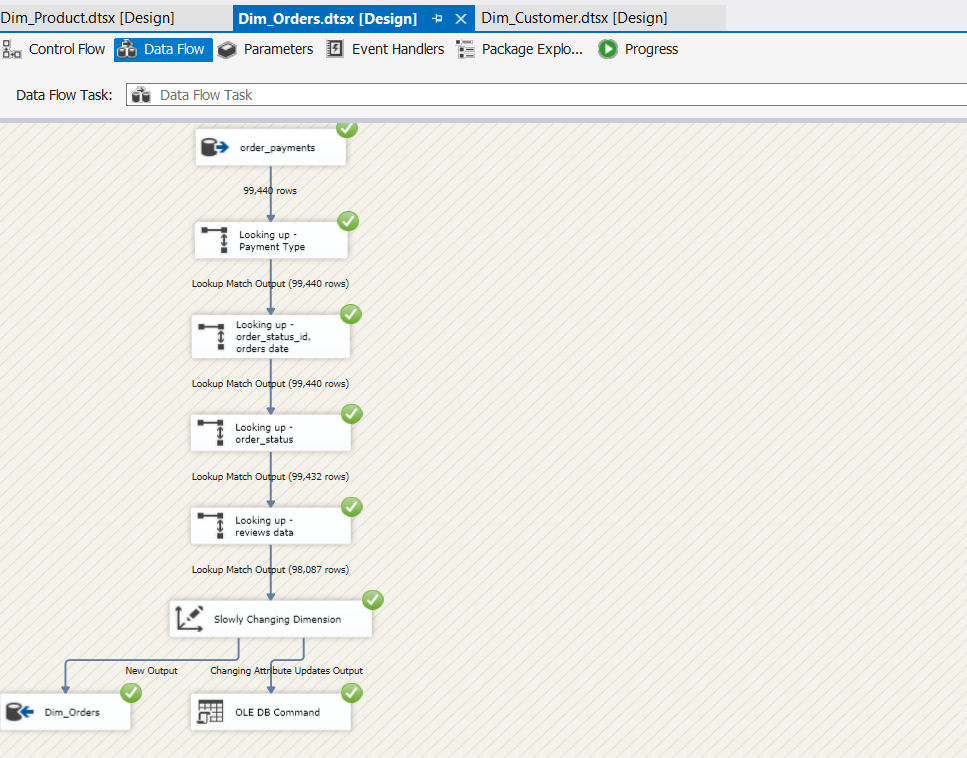 Dim_Product.dtsx [Design]
Dim_Orders.dtsx [Design]
Dim_Customer.dtsx [Design]
Control Flow
Data Flow
Parameters
Event Handlers
Package Explo...
Progress
Data Flow Task:
Data Flow Task
order_payments
99,440 rows
Looking up -
Payment Type
Lookup Match Output (99,440 rows)
Looking up -
order_status_id,
orders date
Lookup Match Output (99,440 rows)
Looking up -
order_status
Lookup Match Output (99,432 rows)
Looking up -
reviews data
Lookup Match Output (98,087 rows)
Slowly Changing Dimension
New Output
Changing Attribute Updates Output
Dim_Orders
OLE DB Command